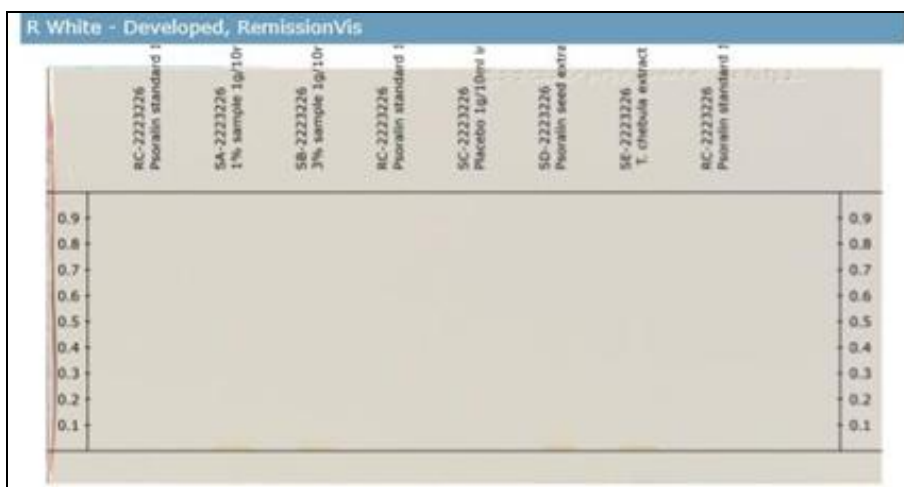 R White - Developed, RemissionVis
RC-2223226
Psoralin standard 1
SA-2223226
1% sample 1g/10r
SB-2223226
3% sample 1g/10r
RC-2223226
Psoralin standard 1
SC-2223226
Placebo 1g/10ml
SD-2223226
Psoralin seed extra
SE-2223226
T. chebula extract
RC-2223226
Psoralin standard 1
0.9 0.9
0.8 0.8
0.7 0.7
0.6 0.6
0.5 0.5
0.4 0.4
0.3 0.3
0.2 0.2
0.1 0.1